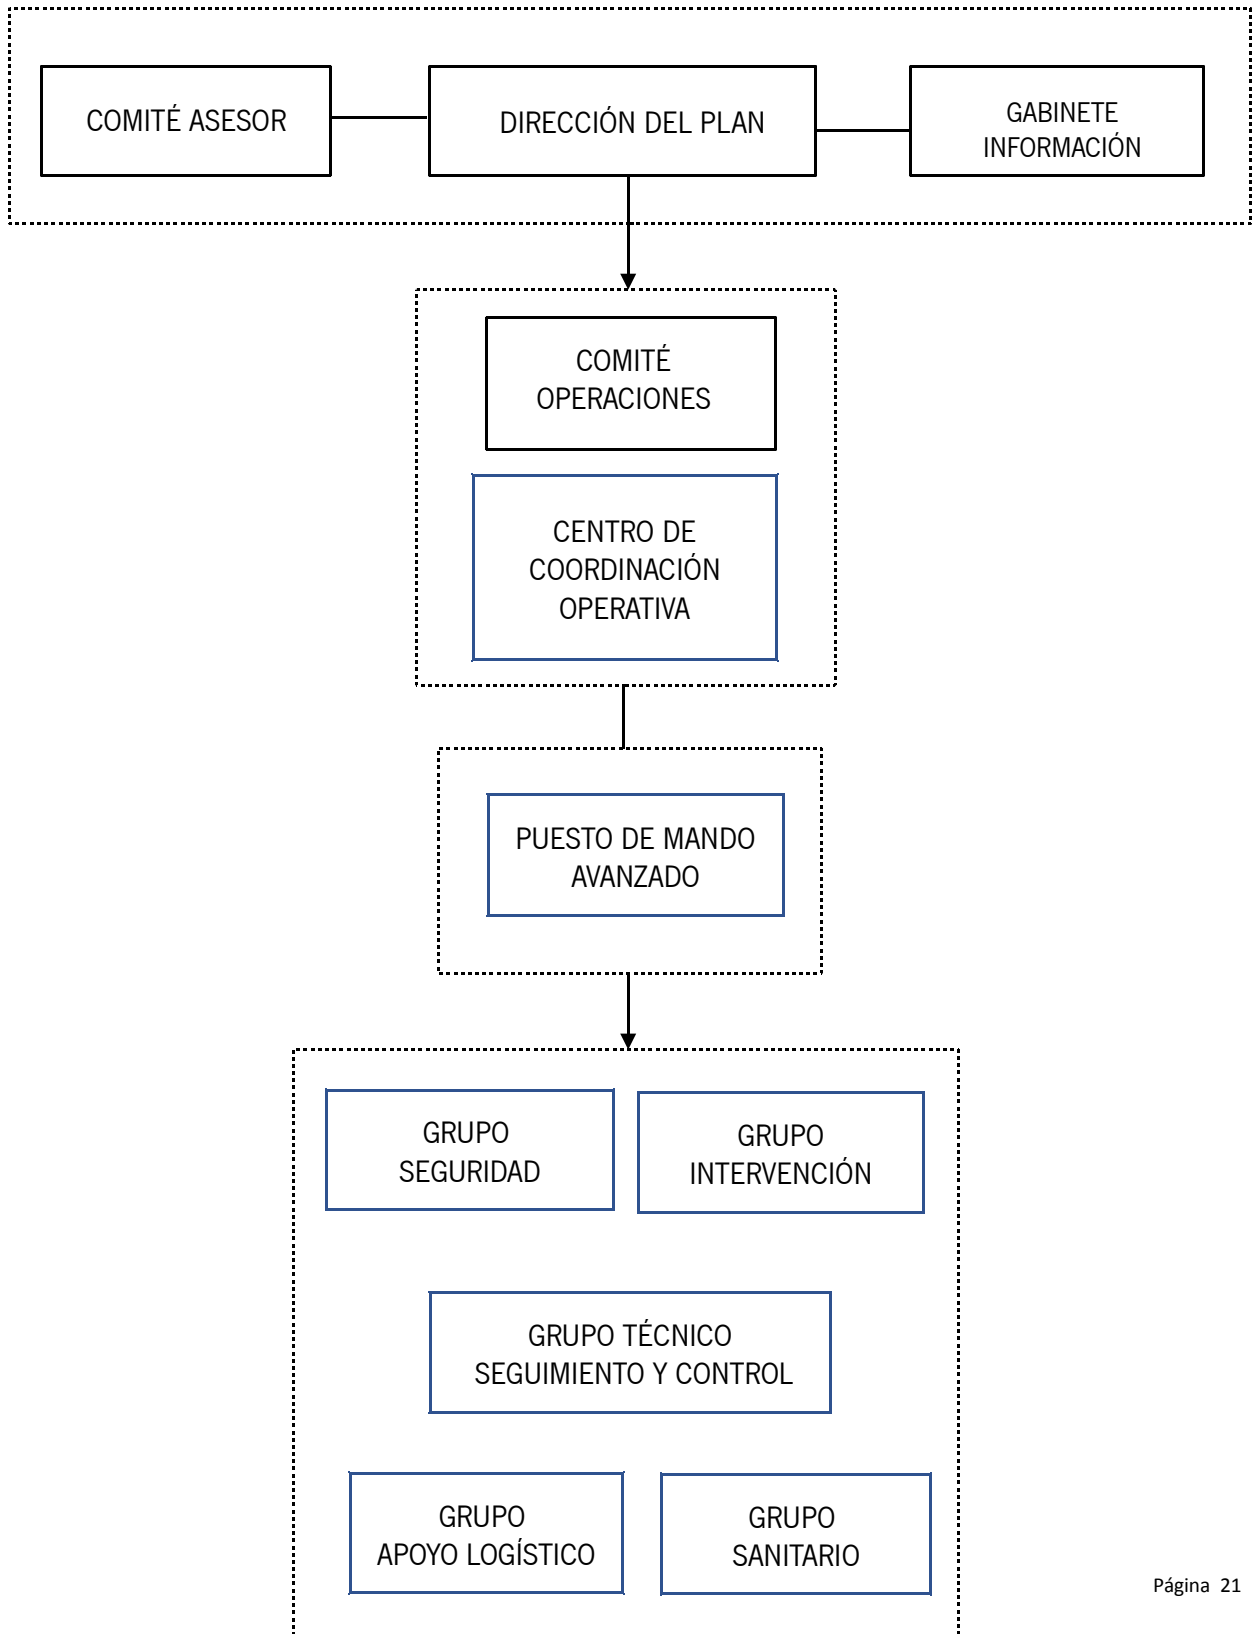 COMITÉ ASESOR
DIRECCIÓN DEL PLAN
GABINETE
INFORMACIÓN
COMITÉ
OPERACIONES
CENTRO DE
COORDINACIÓN
OPERATIVA
PUESTO DE MANDO
AVANZADO
GRUPO
SEGURIDAD
GRUPO
INTERVENCIÓN
GRUPO TÉCNICO
SEGUIMIENTO Y CONTROL
GRUPO
APOYO LOGÍSTICO
GRUPO
SANITARIO
Página 21